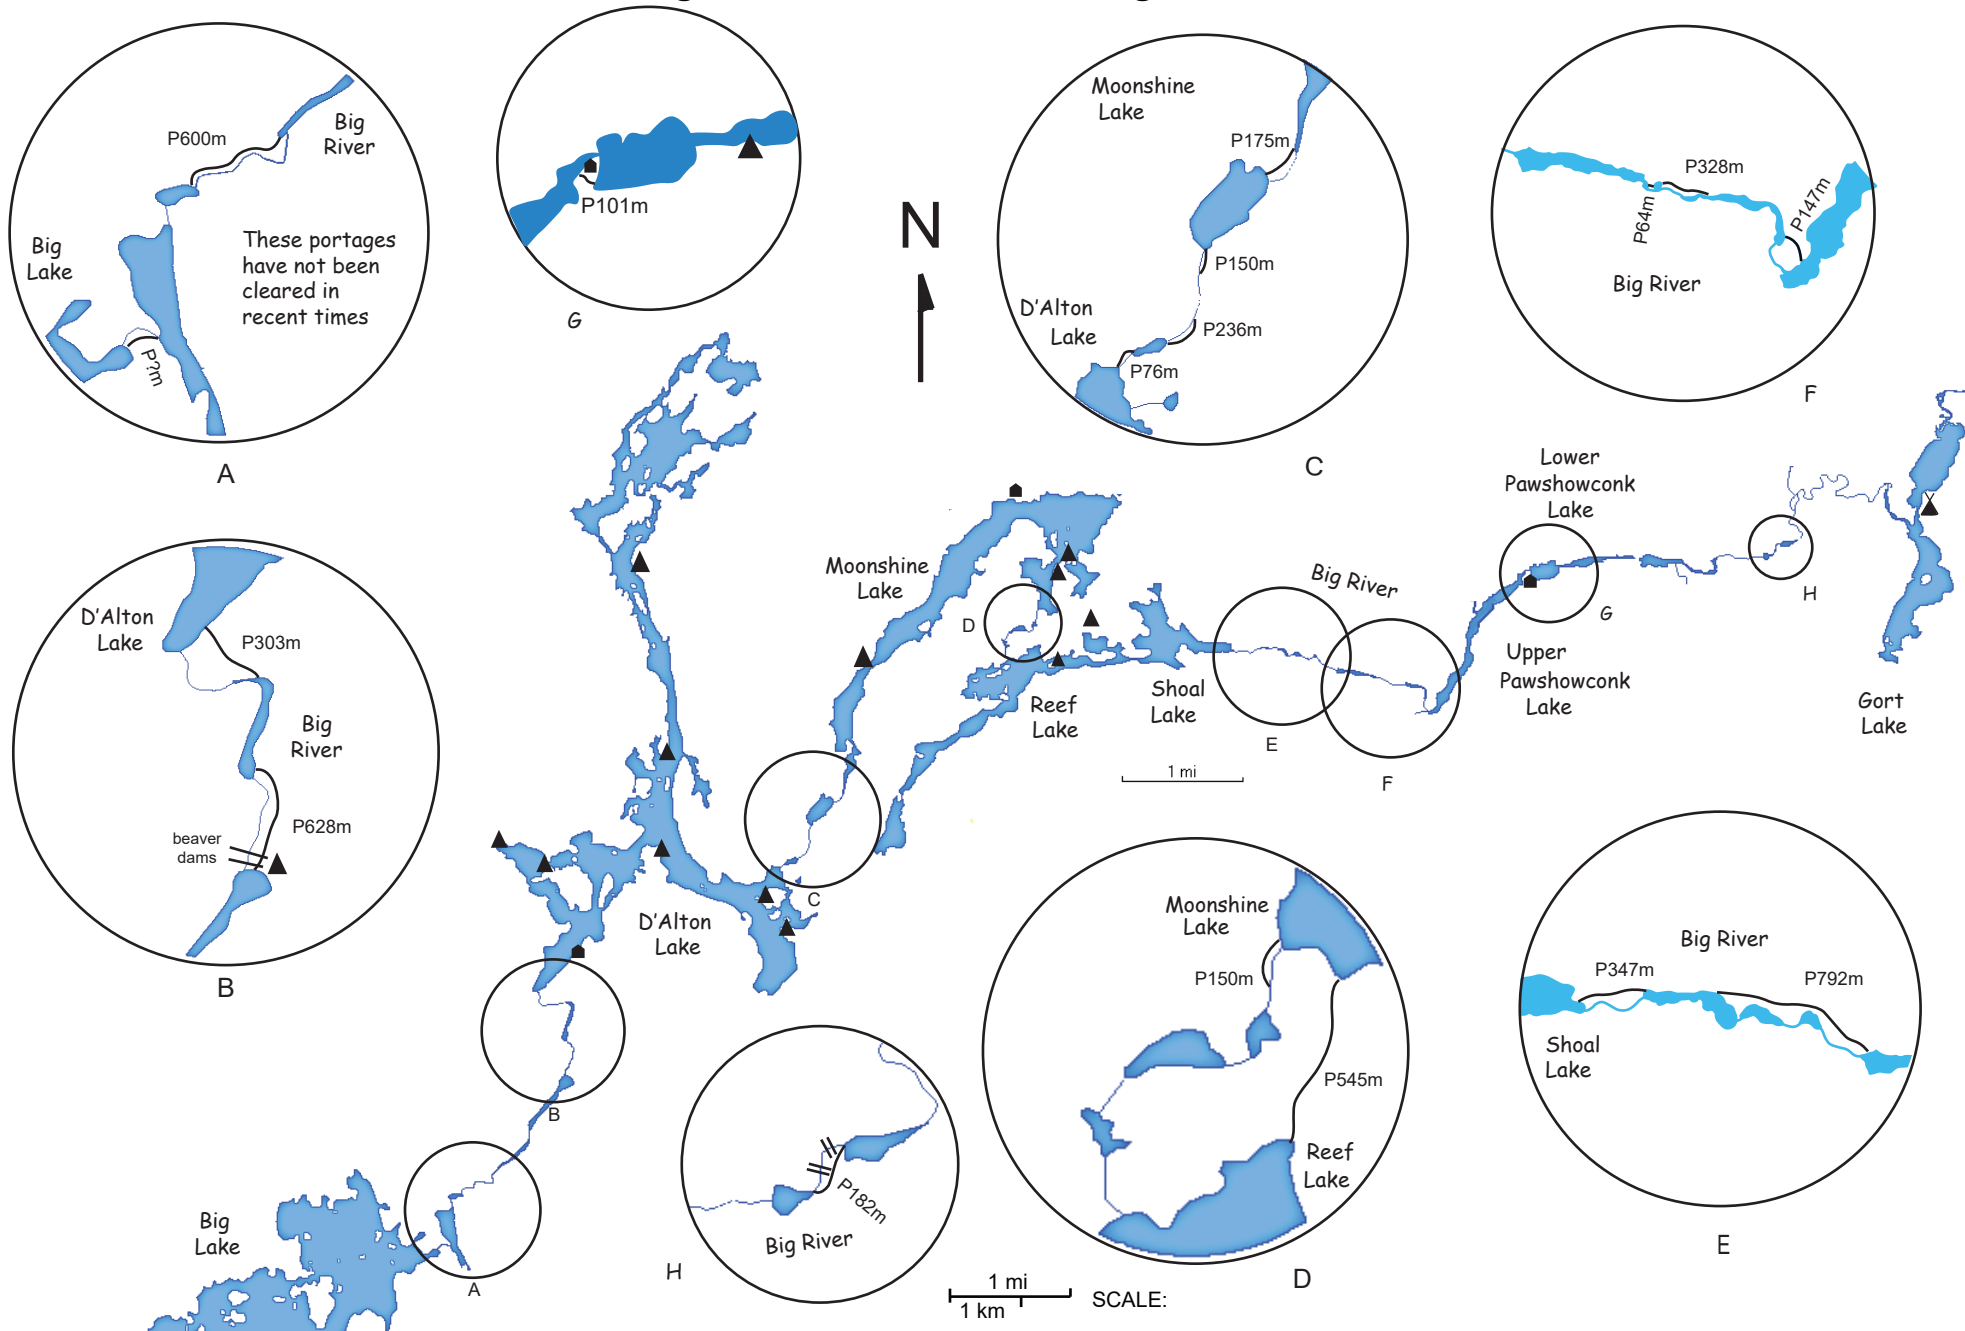 P600m
Big
River
Big
Lake
These portages
have not been
cleared in
recent times
P?m
A
P101m
G
N
Moonshine
Lake
P175m
P150m
D'Alton
Lake
P236m
P76m
C
P328m
P64m
P147m
Big River
F
D'Alton
Lake
P303m
Big
River
P628m
beaver
dams
B
Moonshine
Lake
D
Reef
Lake
Shoal
Lake
Big River
E
F
Lower
Pawshowconk
Lake
G
Upper
Pawshowconk
Lake
H
Gort
Lake
1 mi
C
D'Alton
Lake
B
Big
Lake
A
P182m
Big River
H
1 mi
1 km
SCALE:
Moonshine
Lake
P150m
P545m
Reef
Lake
D
Big River
P347m
P792m
Shoal
Lake
E